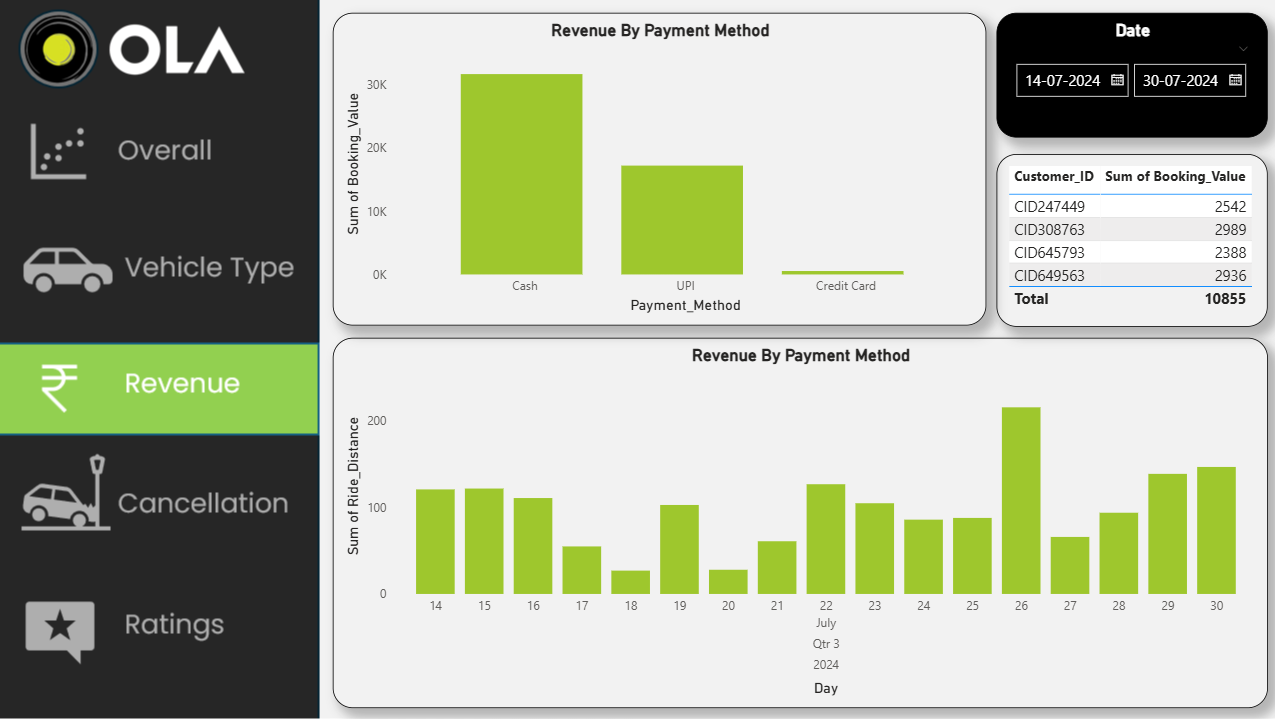 OLA
Overall
Vehicle Type
Revenue
Cancellation
Ratings
Revenue By Payment Method
Sum of Booking_Value
30K
20K
10K
0K
Cash UPI Credit Card
Payment_Method
Date
14-07-2024 30-07-2024
Customer_ID Sum of Booking_Value
CID247449 2542
CID308763 2989
CID645793 2388
CID649563 2936
Total 10855
Revenue By Payment Method
Sum of Ride_Distance
200
100
0
14 15 16 17 18 19 20 21 22 23 24 25 26 27 28 29 30
July
Qtr 3
2024
Day